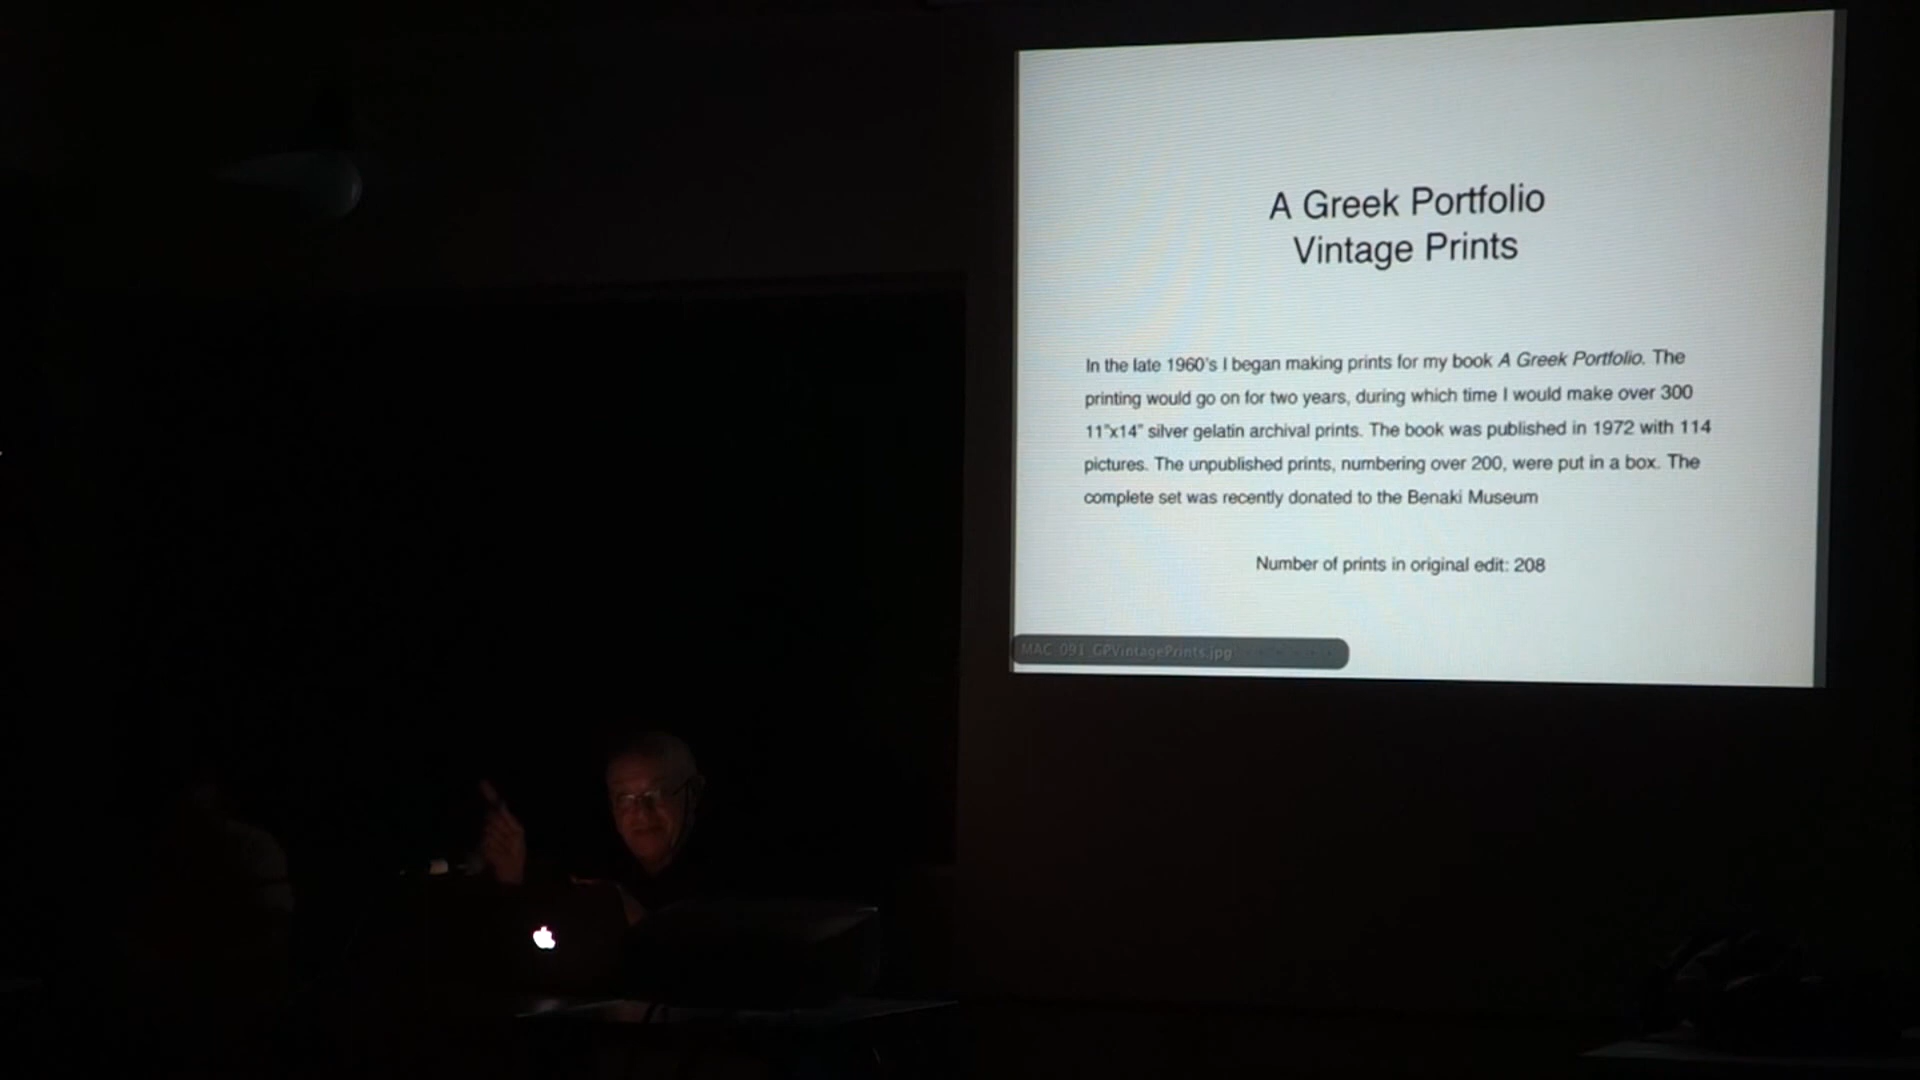 A Greek Portfolio
Vintage Prints
In the late 1960's I began making prints for my book A Greek Portfolio. The
printing would go on for two years, during which time I would make over 300
11"x14" silver gelatin archival prints. The book was published in 1972 with 114
pictures. The unpublished prints, numbering over 200, were put in a box. The
complete set was recently donated to the Benaki Museum
Number of prints in original edit: 208
MAC_091_GPVintagePrints.jpg